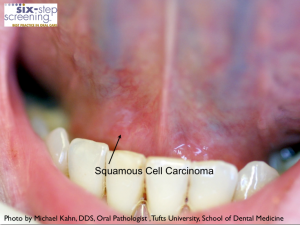 six-step
screening.
Squamous Cell Carcinoma
Photo by Michael Kahn, DDS, Oral Pathologist, Tufts University, School of Dental Medicine